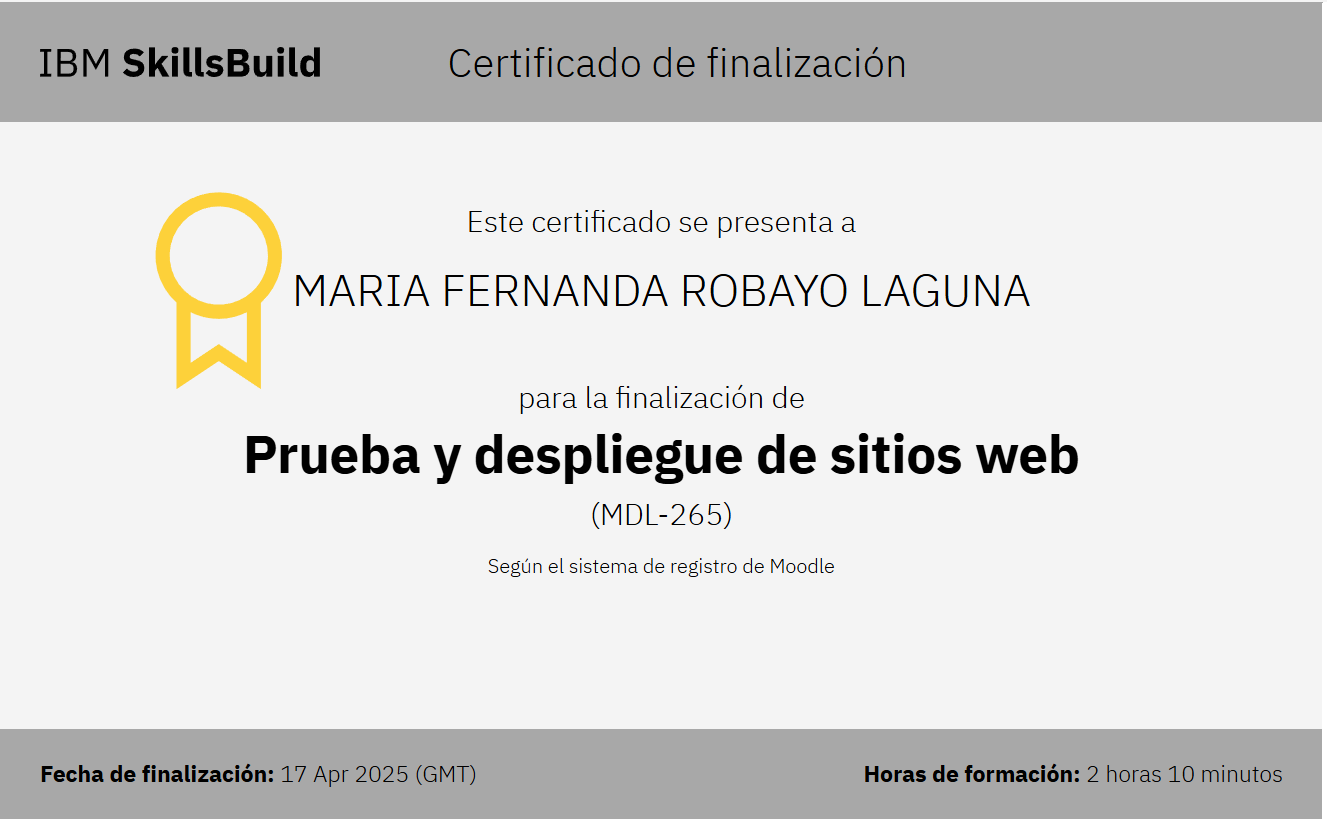 IBM SkillsBuild
Certificado de finalización
Este certificado se presenta a
MARIA FERNANDA ROBAYO LAGUNA
para la finalización de
Prueba y despliegue de sitios web
(MDL-265)
Según el sistema de registro de Moodle
Fecha de finalización: 17 Apr 2025 (GMT)
Horas de formación: 2 horas 10 minutos